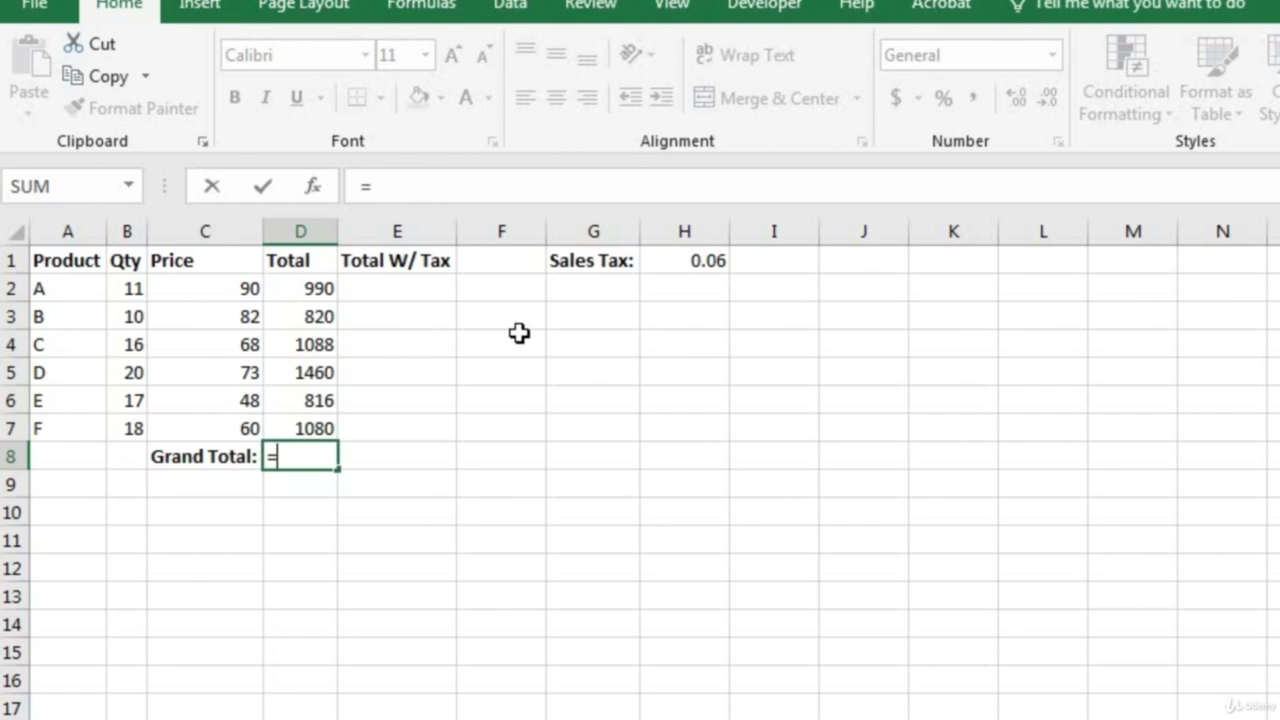 File Home Insert Page Layout Formulas Data Review View Developer Help Acrobat Tell me what you want to do
Cut
Copy
Format Painter
Paste
Clipboard
Calibri 11
B I U
Font
Wrap Text
Merge & Center
Alignment
General
$ % ,
Number
Conditional Formatting
Format as Table
Styles
SUM fx =
A B C D E F G H I J K L M N
1 Product Qty Price Total Total W/ Tax Sales Tax: 0.06
2 A 11 90 990
3 B 10 82 820
4 C 16 68 1088
5 D 20 73 1460
6 E 17 48 816
7 F 18 60 1080
8 Grand Total: =
9
10
11
12
13
14
15
16
17
Udemy